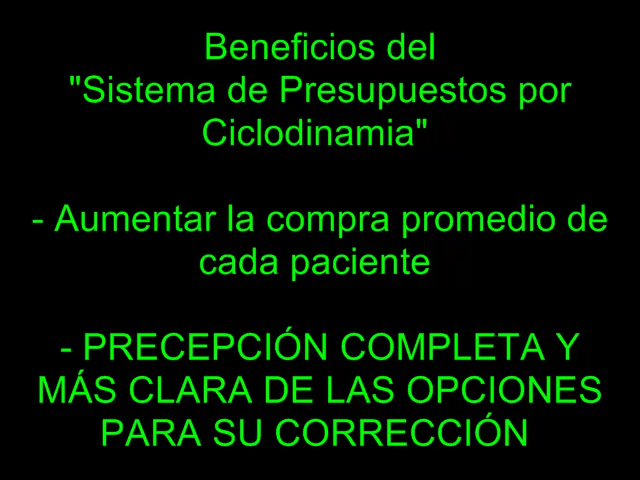 Beneficios del
"Sistema de Presupuestos por
Ciclodinamia"
- Aumentar la compra promedio de
cada paciente
- PRECEPCIÓN COMPLETA Y
MÁS CLARA DE LAS OPCIONES
PARA SU CORRECCIÓN